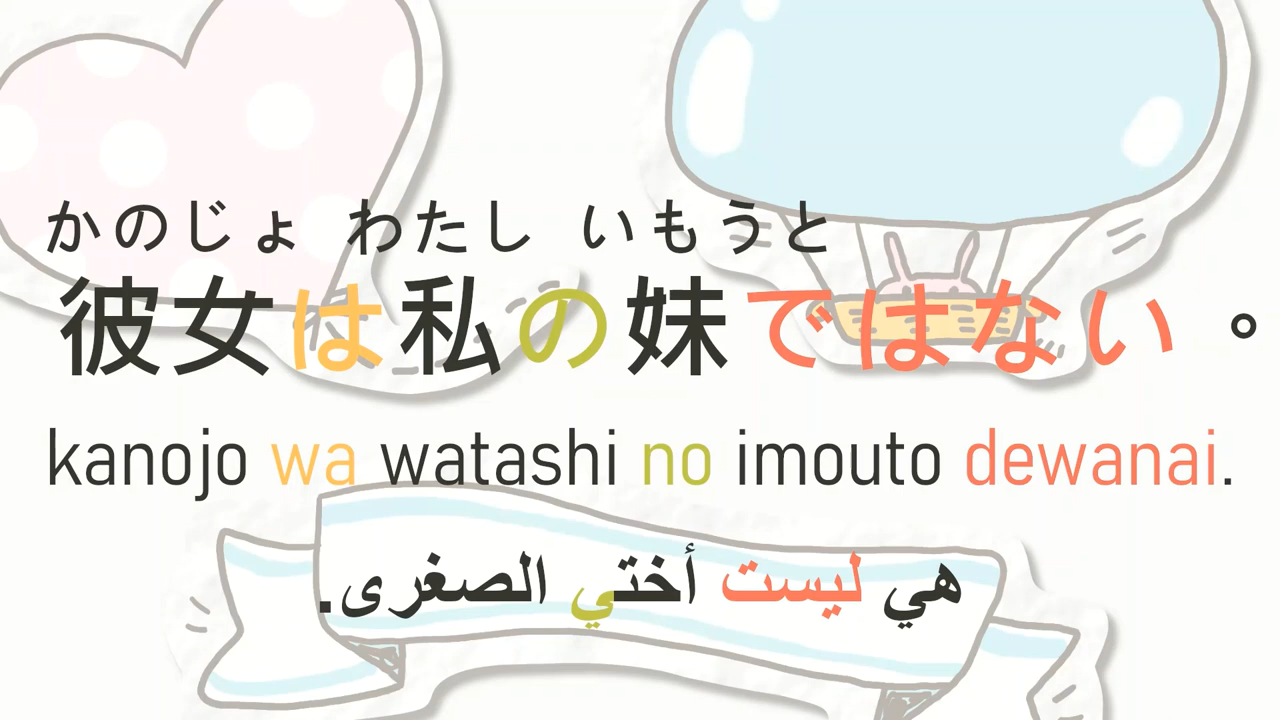 かのじょ わたし いもうと
彼女は私の妹ではない。
kanojo wa watashi no imouto dewanai.
هي ليست أختي الصغرى.